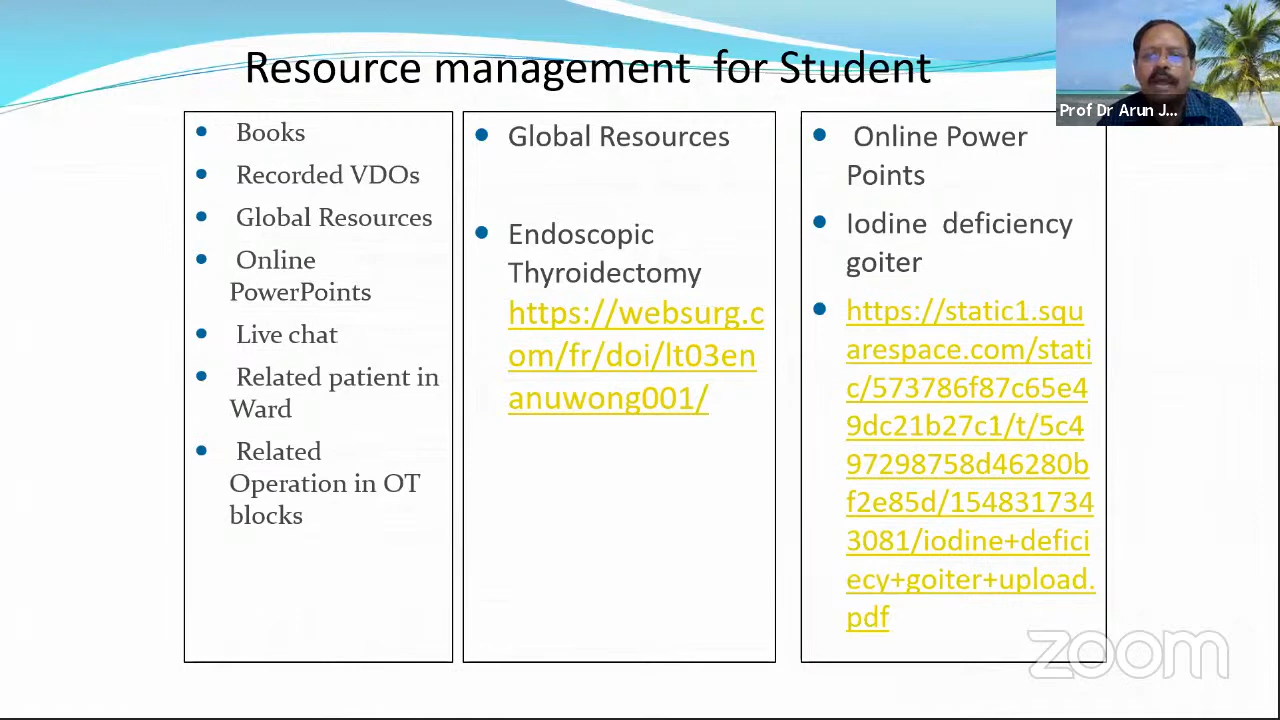 Resource management for Student
Prof Dr Arun J...
Books
Recorded VDOs
Global Resources
Online
PowerPoints
Live chat
Related patient in
Ward
Related
Operation in OT
blocks
Global Resources
Endoscopic
Thyroidectomy
https://websurg.c
om/fr/doi/lt03en
anuwong001/
Online Power
Points
Iodine deficiency
goiter
https://static1.squ
arespace.com/stati
c/573786f87c65e4
9dc21b27c1/t/5c4
97298758d46280b
f2e85d/154831734
3081/iodine+defici
ecy+goiter+upload.
pdf
zoom